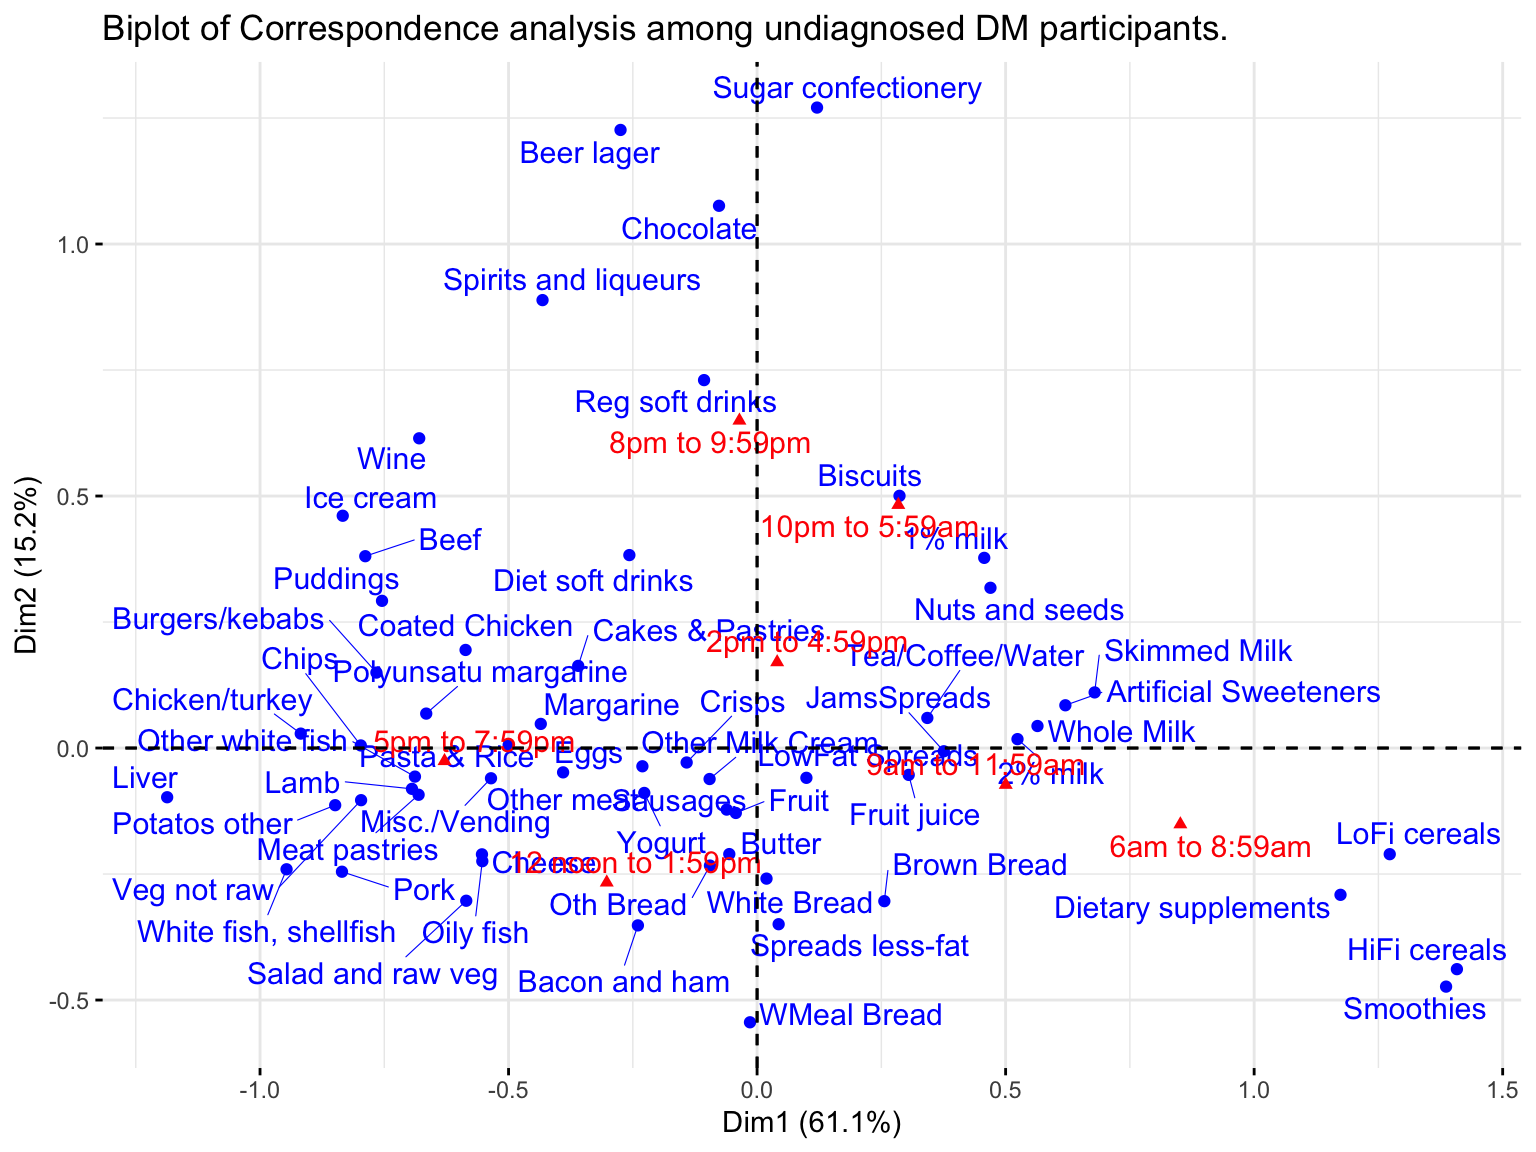 Biplot of Correspondence analysis among undiagnosed DM participants.
Sugar confectionery
Beer lager
Chocolate
Spirits and liqueurs
Reg soft drinks
8pm to 9:59pm
Wine
Biscuits
Ice cream
10pm to 5:59am
1% milk
Beef
Puddings
Diet soft drinks
Nuts and seeds
Burgers/kebabs
Coated Chicken
Cakes & Pastries
2pm to 4:59pm
Tea/Coffee/Water
Skimmed Milk
Chips
Polyunsatu margarine
Artificial Sweeteners
Chicken/turkey
Margarine
Crisps
JamsSpreads
Other white fish
5pm to 7:59pm
Pasta & Rice
Eggs
Other Milk Cream
LowFat Spreads
Whole Milk
9am to 11:59am
2% milk
Liver
Lamb
Other meat
Sausages
Fruit
Fruit juice
Potatos other
Misc./Vending
Yogurt
Butter
6am to 8:59am
LoFi cereals
Meat pastries
Cheese
12 noon to 1:59pm
Brown Bread
Veg not raw
Pork
Oth Bread
White Bread
Dietary supplements
White fish, shellfish
Oily fish
Spreads less-fat
HiFi cereals
Salad and raw veg
Bacon and ham
Smoothies
WMeal Bread
1.0
0.5
0.0
-0.5
Dim2 (15.2%)
-1.0 -0.5 0.0 0.5 1.0 1.5
Dim1 (61.1%)